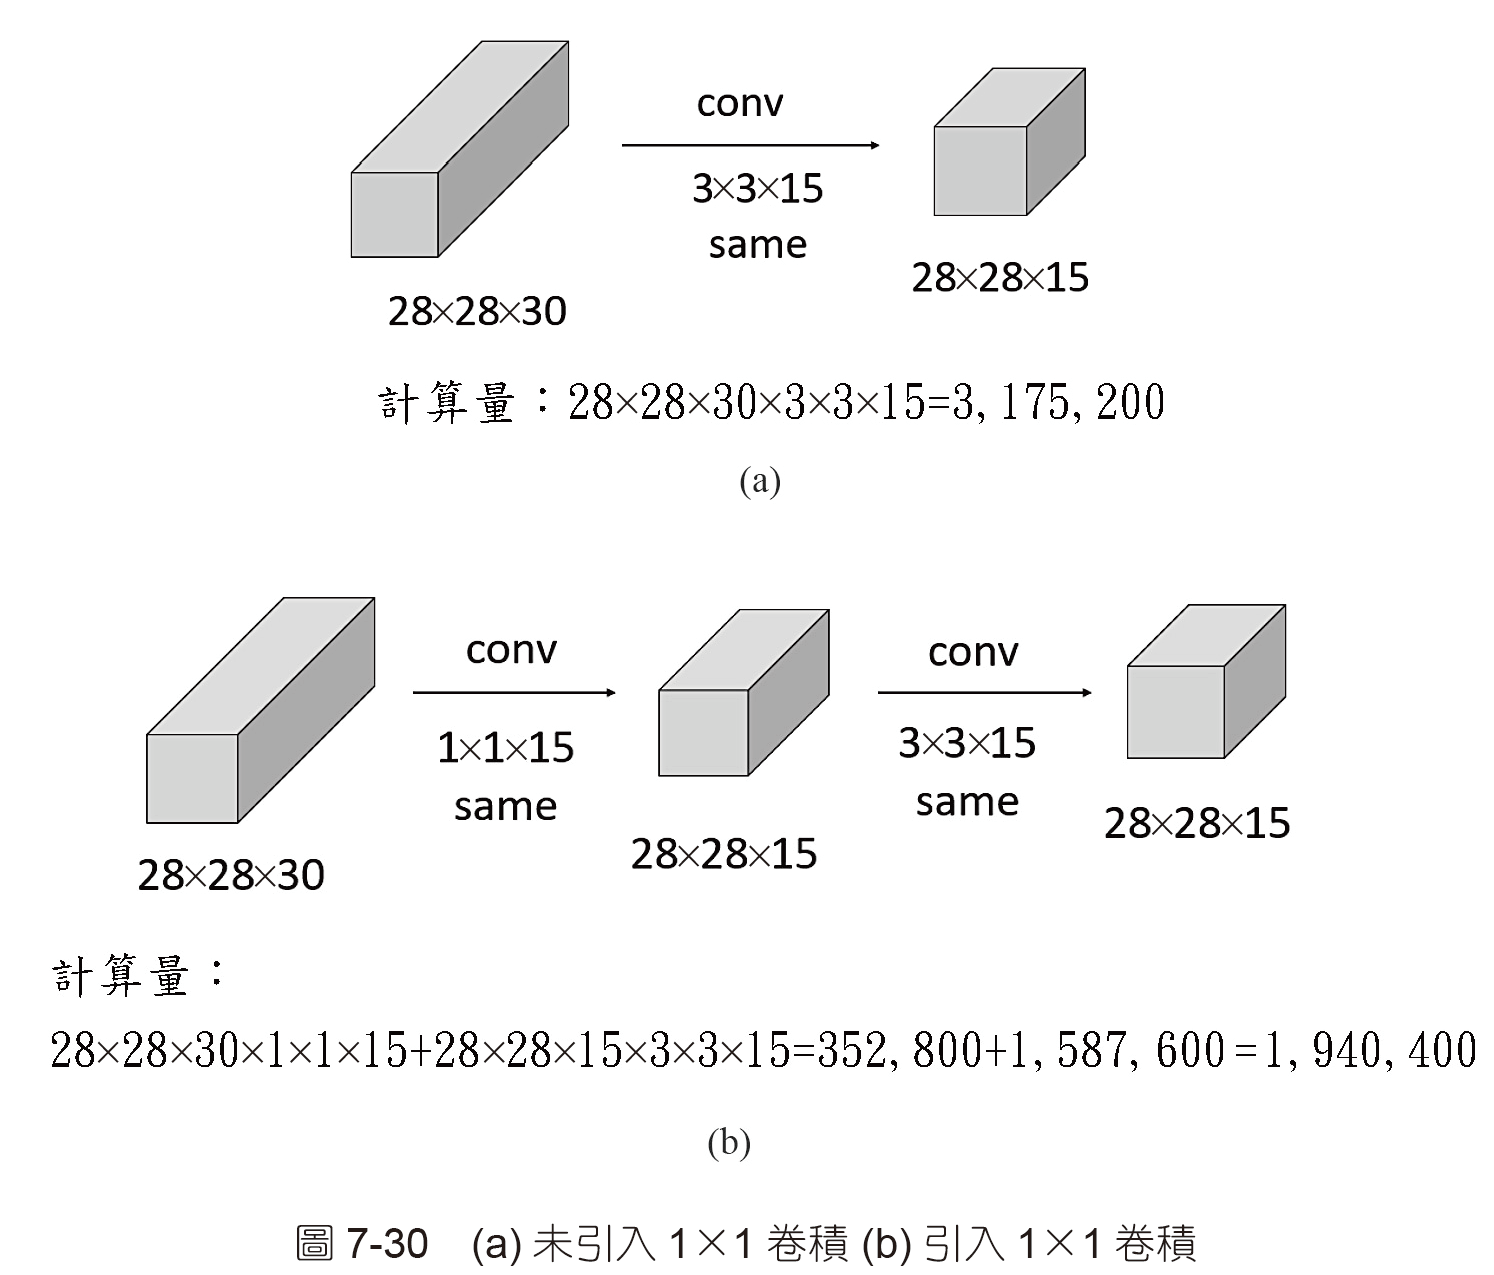 conv
3×3×15
same
28×28×30
28×28×15
計算量：28×28×30×3×3×15=3, 175, 200
(a)
conv
1×1×15
same
conv
3×3×15
same
28×28×30
28×28×15
28×28×15
計算量：
28×28×30×1×1×15+28×28×15×3×3×15=352, 800+1, 587, 600=1, 940, 400
(b)
圖 7-30 (a) 未引入 1×1 卷積 (b) 引入 1×1 卷積